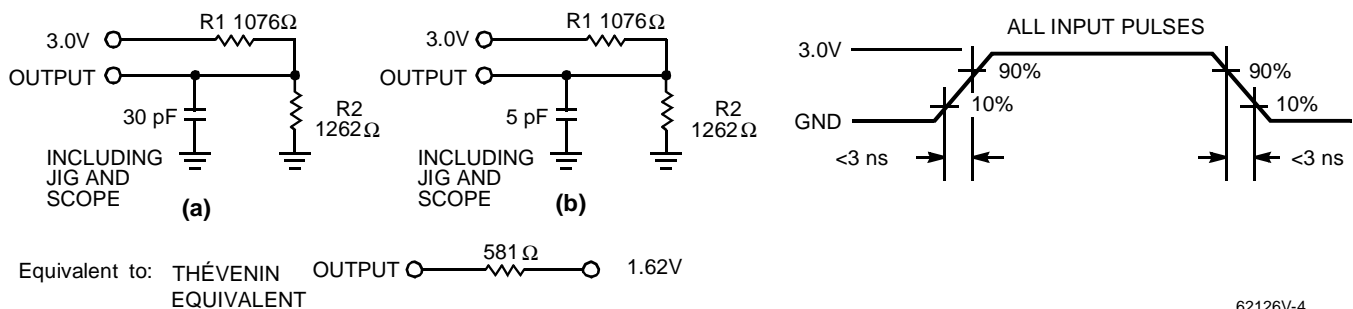 R1 1076Ω
3.0V
OUTPUT
30 pF
R2
1262Ω
INCLUDING
JIG AND
SCOPE
(a)
R1 1076Ω
3.0V
OUTPUT
5 pF
R2
1262Ω
INCLUDING
JIG AND
SCOPE
(b)
ALL INPUT PULSES
3.0V
90%
10%
GND
<3 ns
90%
10%
<3 ns
Equivalent to: THÉVENIN
EQUIVALENT
OUTPUT
581 Ω
1.62V
62126V-4